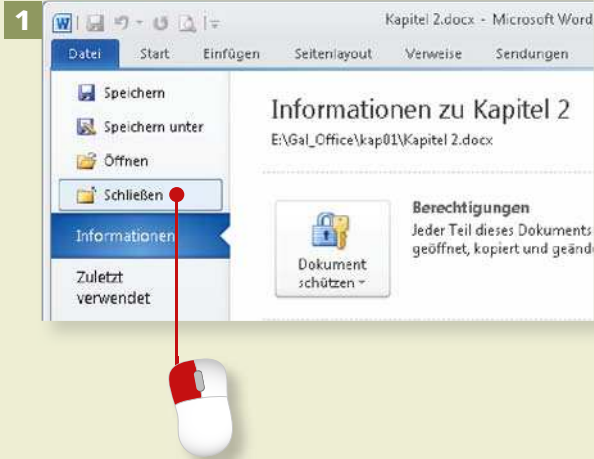 1
W
Kapitel 2.docx - Microsoft Word
Datei Start Einfügen Seitenlayout Verweise Sendungen
Speichern
Speichern unter
Öffnen
Schließen
Informationen
Zuletzt
verwendet
Informationen zu Kapitel 2
E:\Gal_Office\kap01\Kapitel 2.docx
Dokument
schützen
Berechtigungen
Jeder Teil dieses Dokuments
geöffnet, kopiert und geänd